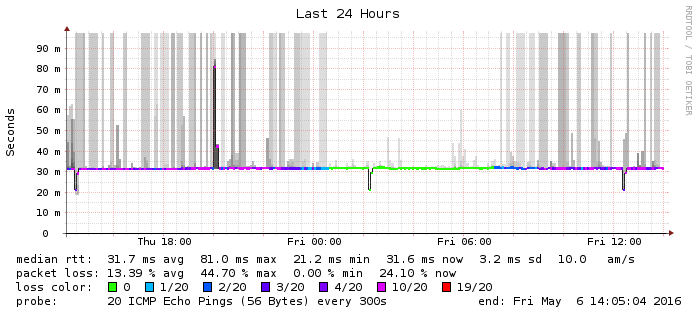 Last 24 Hours
RRDTOOL / TOBI OETIKER
Seconds
90 m
80 m
70 m
60 m
50 m
40 m
30 m
20 m
10 m
0
Thu 18:00 Fri 00:00 Fri 06:00 Fri 12:00
median rtt: 31.7 ms avg 81.0 ms max 21.2 ms min 31.6 ms now 3.2 ms sd 10.0 am/s
packet loss: 13.39 % avg 44.70 % max 0.00 % min 24.10 % now
loss color: 0 1/20 2/20 3/20 4/20 10/20 19/20
probe: 20 ICMP Echo Pings (56 Bytes) every 300s end: Fri May 6 14:05:04 2016